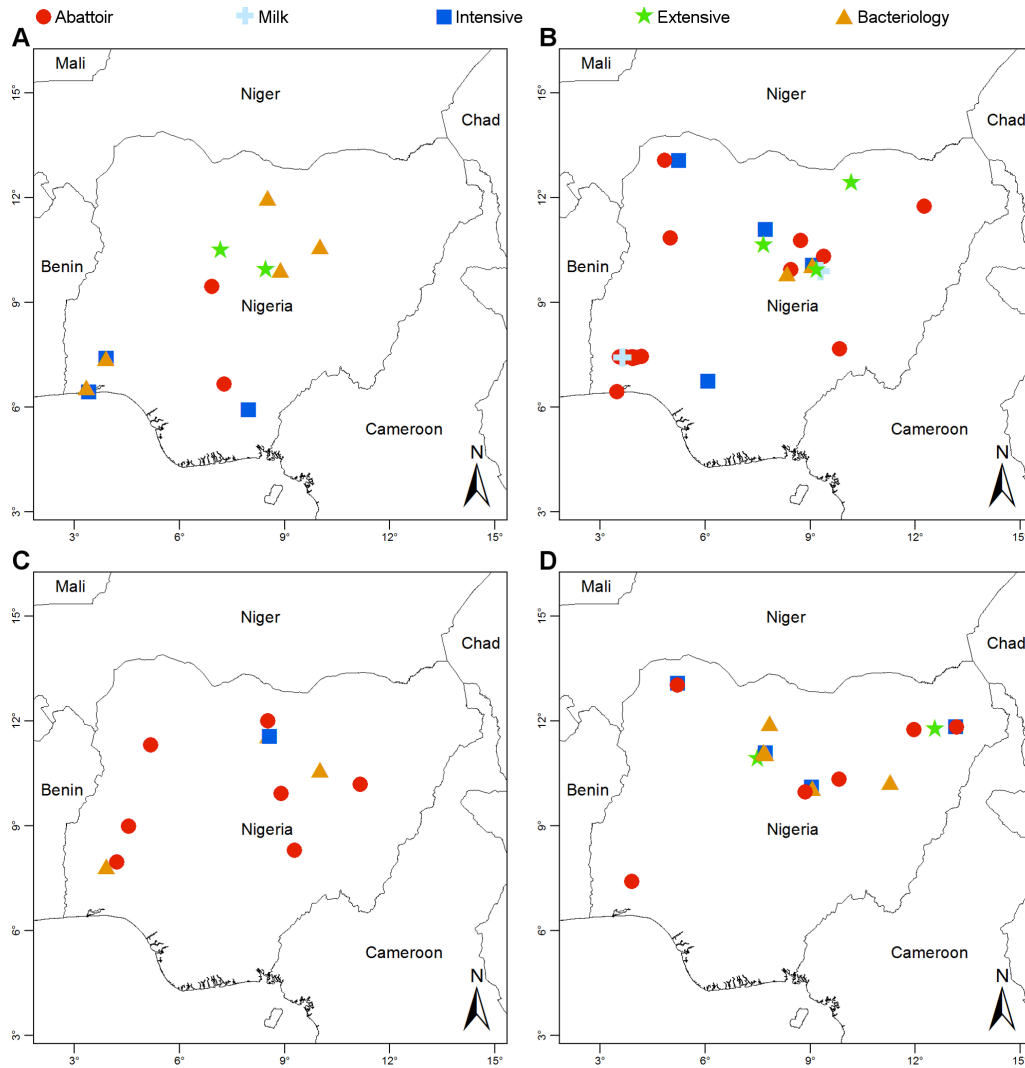 Abattoir Milk Intensive Extensive Bacteriology
A B
Mali Niger Chad Mali Niger Chad
15° 15°
12° 12°
Benin Nigeria Benin Nigeria
9° 9°
6° 6°
Cameroon Cameroon
N N
3° 3°
3° 6° 9° 12° 15° 3° 6° 9° 12° 15°
C D
Mali Niger Chad Mali Niger Chad
15° 15°
12° 12°
Benin Nigeria Benin Nigeria
9° 9°
6° 6°
Cameroon Cameroon
N N
3° 3°
3° 6° 9° 12° 15° 3° 6° 9° 12° 15°